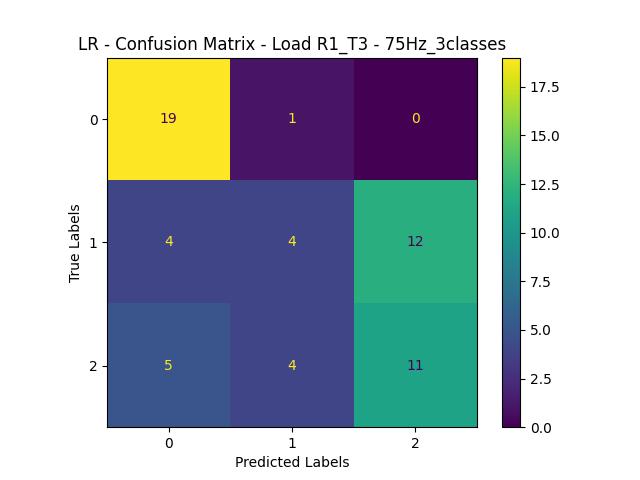 LR - Confusion Matrix - Load R1_T3 - 75Hz_3classes
True Labels
0
1
2
19 1 0
4 4 12
5 4 11
0 1 2
Predicted Labels
17.5
15.0
12.5
10.0
7.5
5.0
2.5
0.0